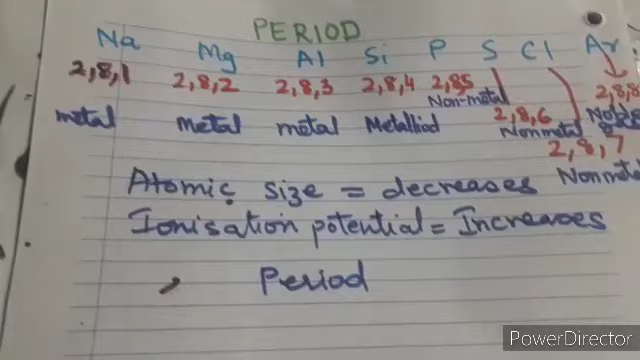 PERIOD
Na Mg Al Si P S Cl Ar
2,8,1 2,8,2 2,8,3 2,8,4 2,8,5 2,8,8
Non-metal
2,8,6
metal Metal metal Metalliod Nonmetal
2,8,7
Nonmeta
Atomic size = decreases
Ionisation potential = Increases
Period
PowerDirector